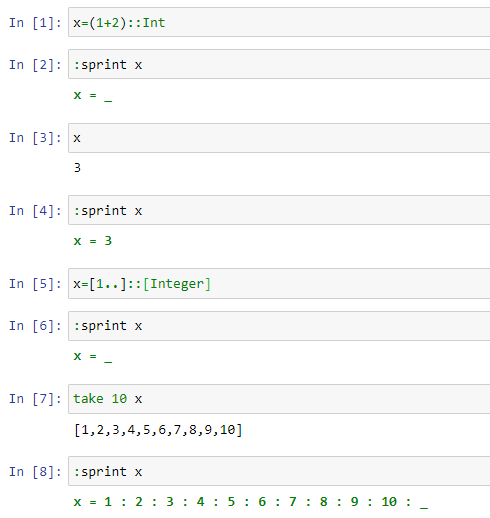 In [1]: x=(1+2)::Int
In [2]: :sprint x
x = _
In [3]: x
3
In [4]: :sprint x
x = 3
In [5]: x=[1..]::[Integer]
In [6]: :sprint x
x = _
In [7]: take 10 x
[1,2,3,4,5,6,7,8,9,10]
In [8]: :sprint x
x = 1 : 2 : 3 : 4 : 5 : 6 : 7 : 8 : 9 : 10 : _